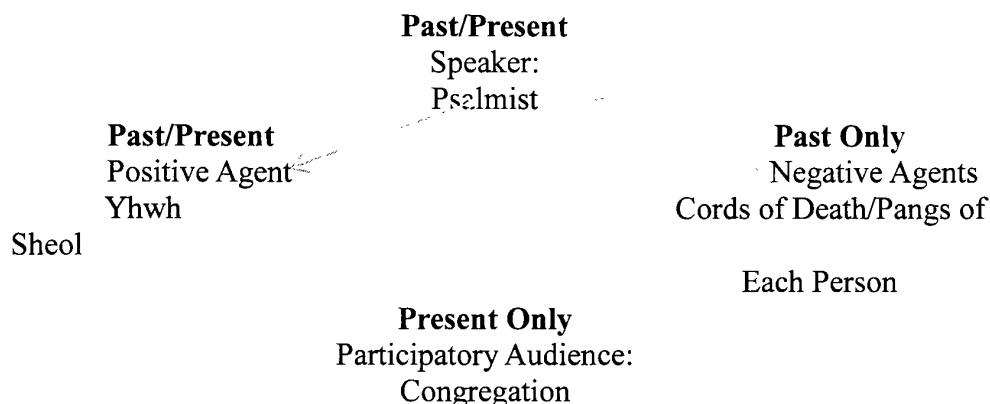 Past/Present
Speaker:
Psalmist
Past/Present
Positive Agent
Yhwh
Past Only
Negative Agents
Cords of Death/Pangs of
Sheol
Each Person
Present Only
Participatory Audience:
Congregation